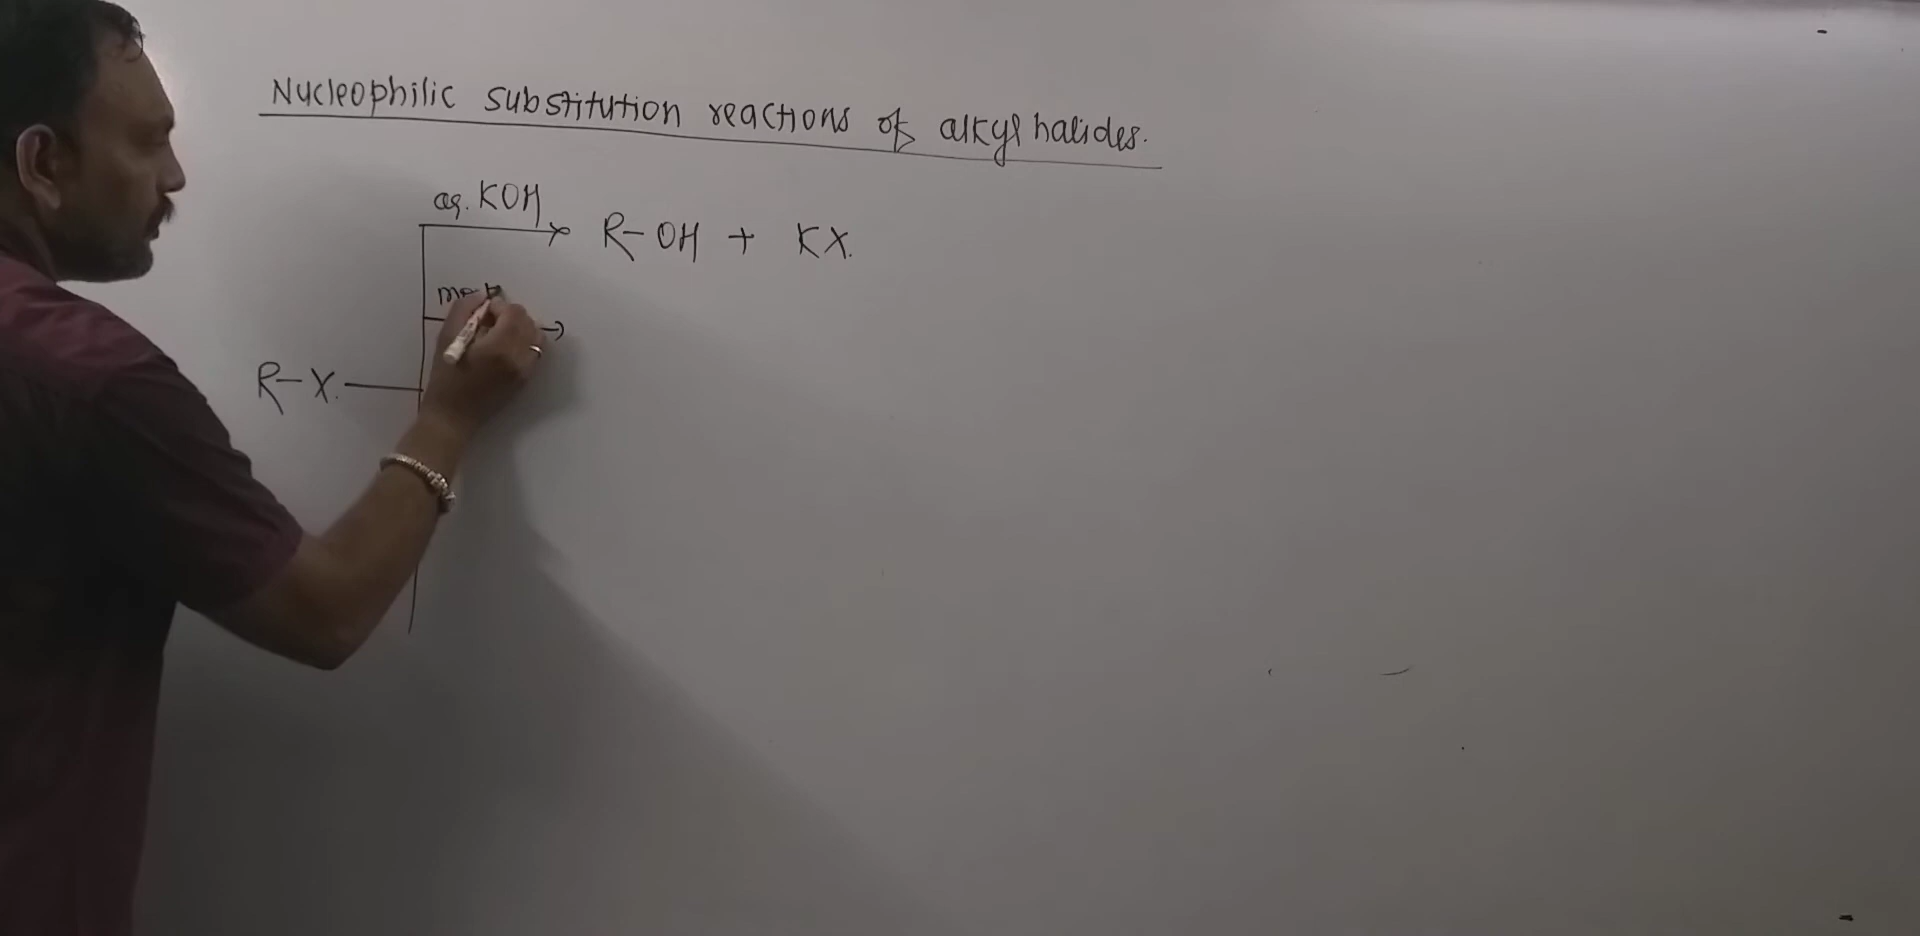 Nucleophilic substitution reactions of alkyl halides.
aq. KOH
R-OH + KX.
R-X.